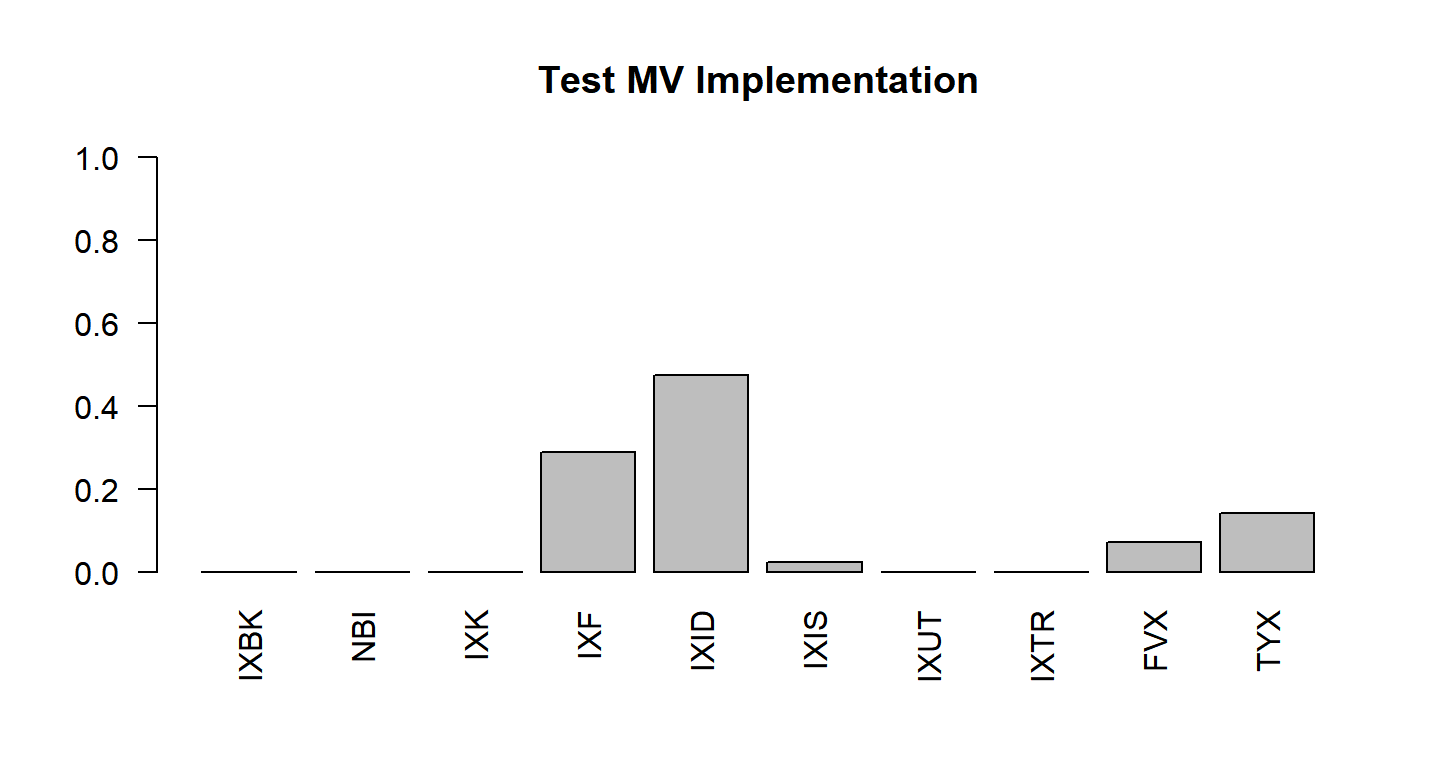 Test MV Implementation
1.0
0.8
0.6
0.4
0.2
0.0
IXBK
NBI
IXK
IXF
IXID
IXIS
IXUT
IXTR
FVX
TYX